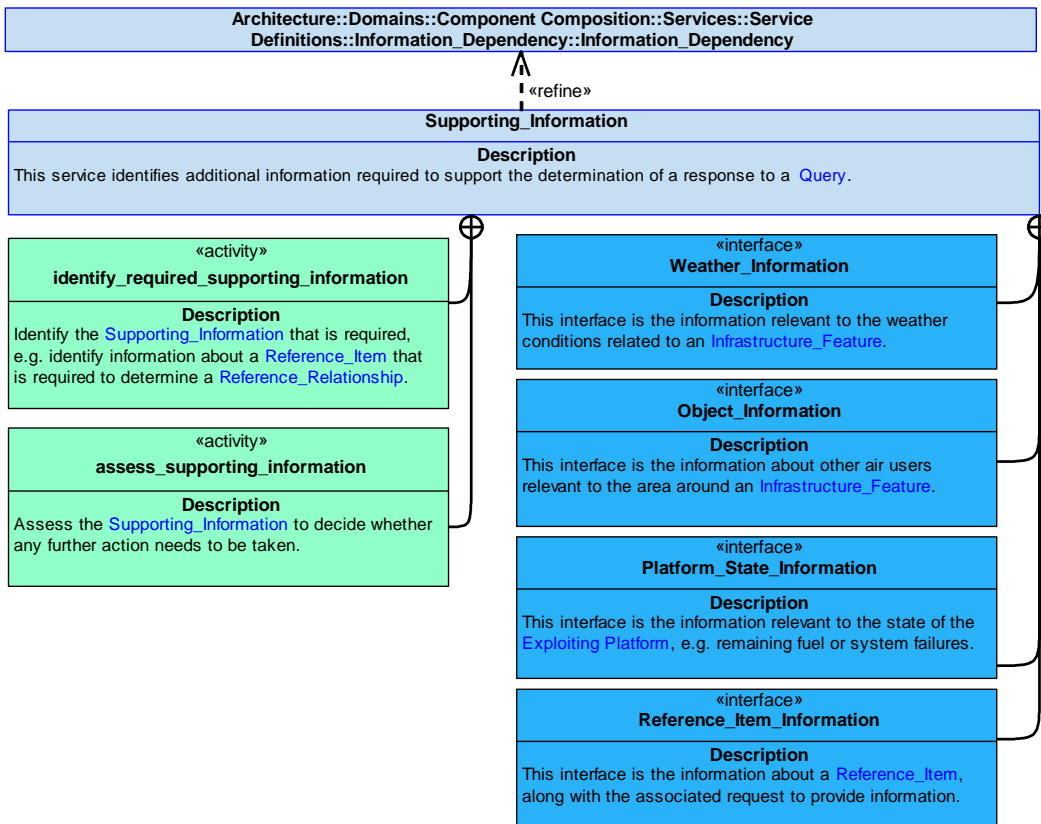 Architecture::Domains::Component Composition::Services::Service
Definitions::Information_Dependency::Information_Dependency
«refine»
Supporting_Information
Description
This service identifies additional information required to support the determination of a response to a Query.
«activity»
identify_required_supporting_information
Description
Identify the Supporting_Information that is required,
e.g. identify information about a Reference_Item that
is required to determine a Reference_Relationship.
«activity»
assess_supporting_information
Description
Assess the Supporting_Information to decide whether
any further action needs to be taken.
«interface»
Weather_Information
Description
This interface is the information relevant to the weather
conditions related to an Infrastructure_Feature.
«interface»
Object_Information
Description
This interface is the information about other air users
relevant to the area around an Infrastructure_Feature.
«interface»
Platform_State_Information
Description
This interface is the information relevant to the state of the
Exploiting Platform, e.g. remaining fuel or system failures.
«interface»
Reference_Item_Information
Description
This interface is the information about a Reference_Item,
along with the associated request to provide information.